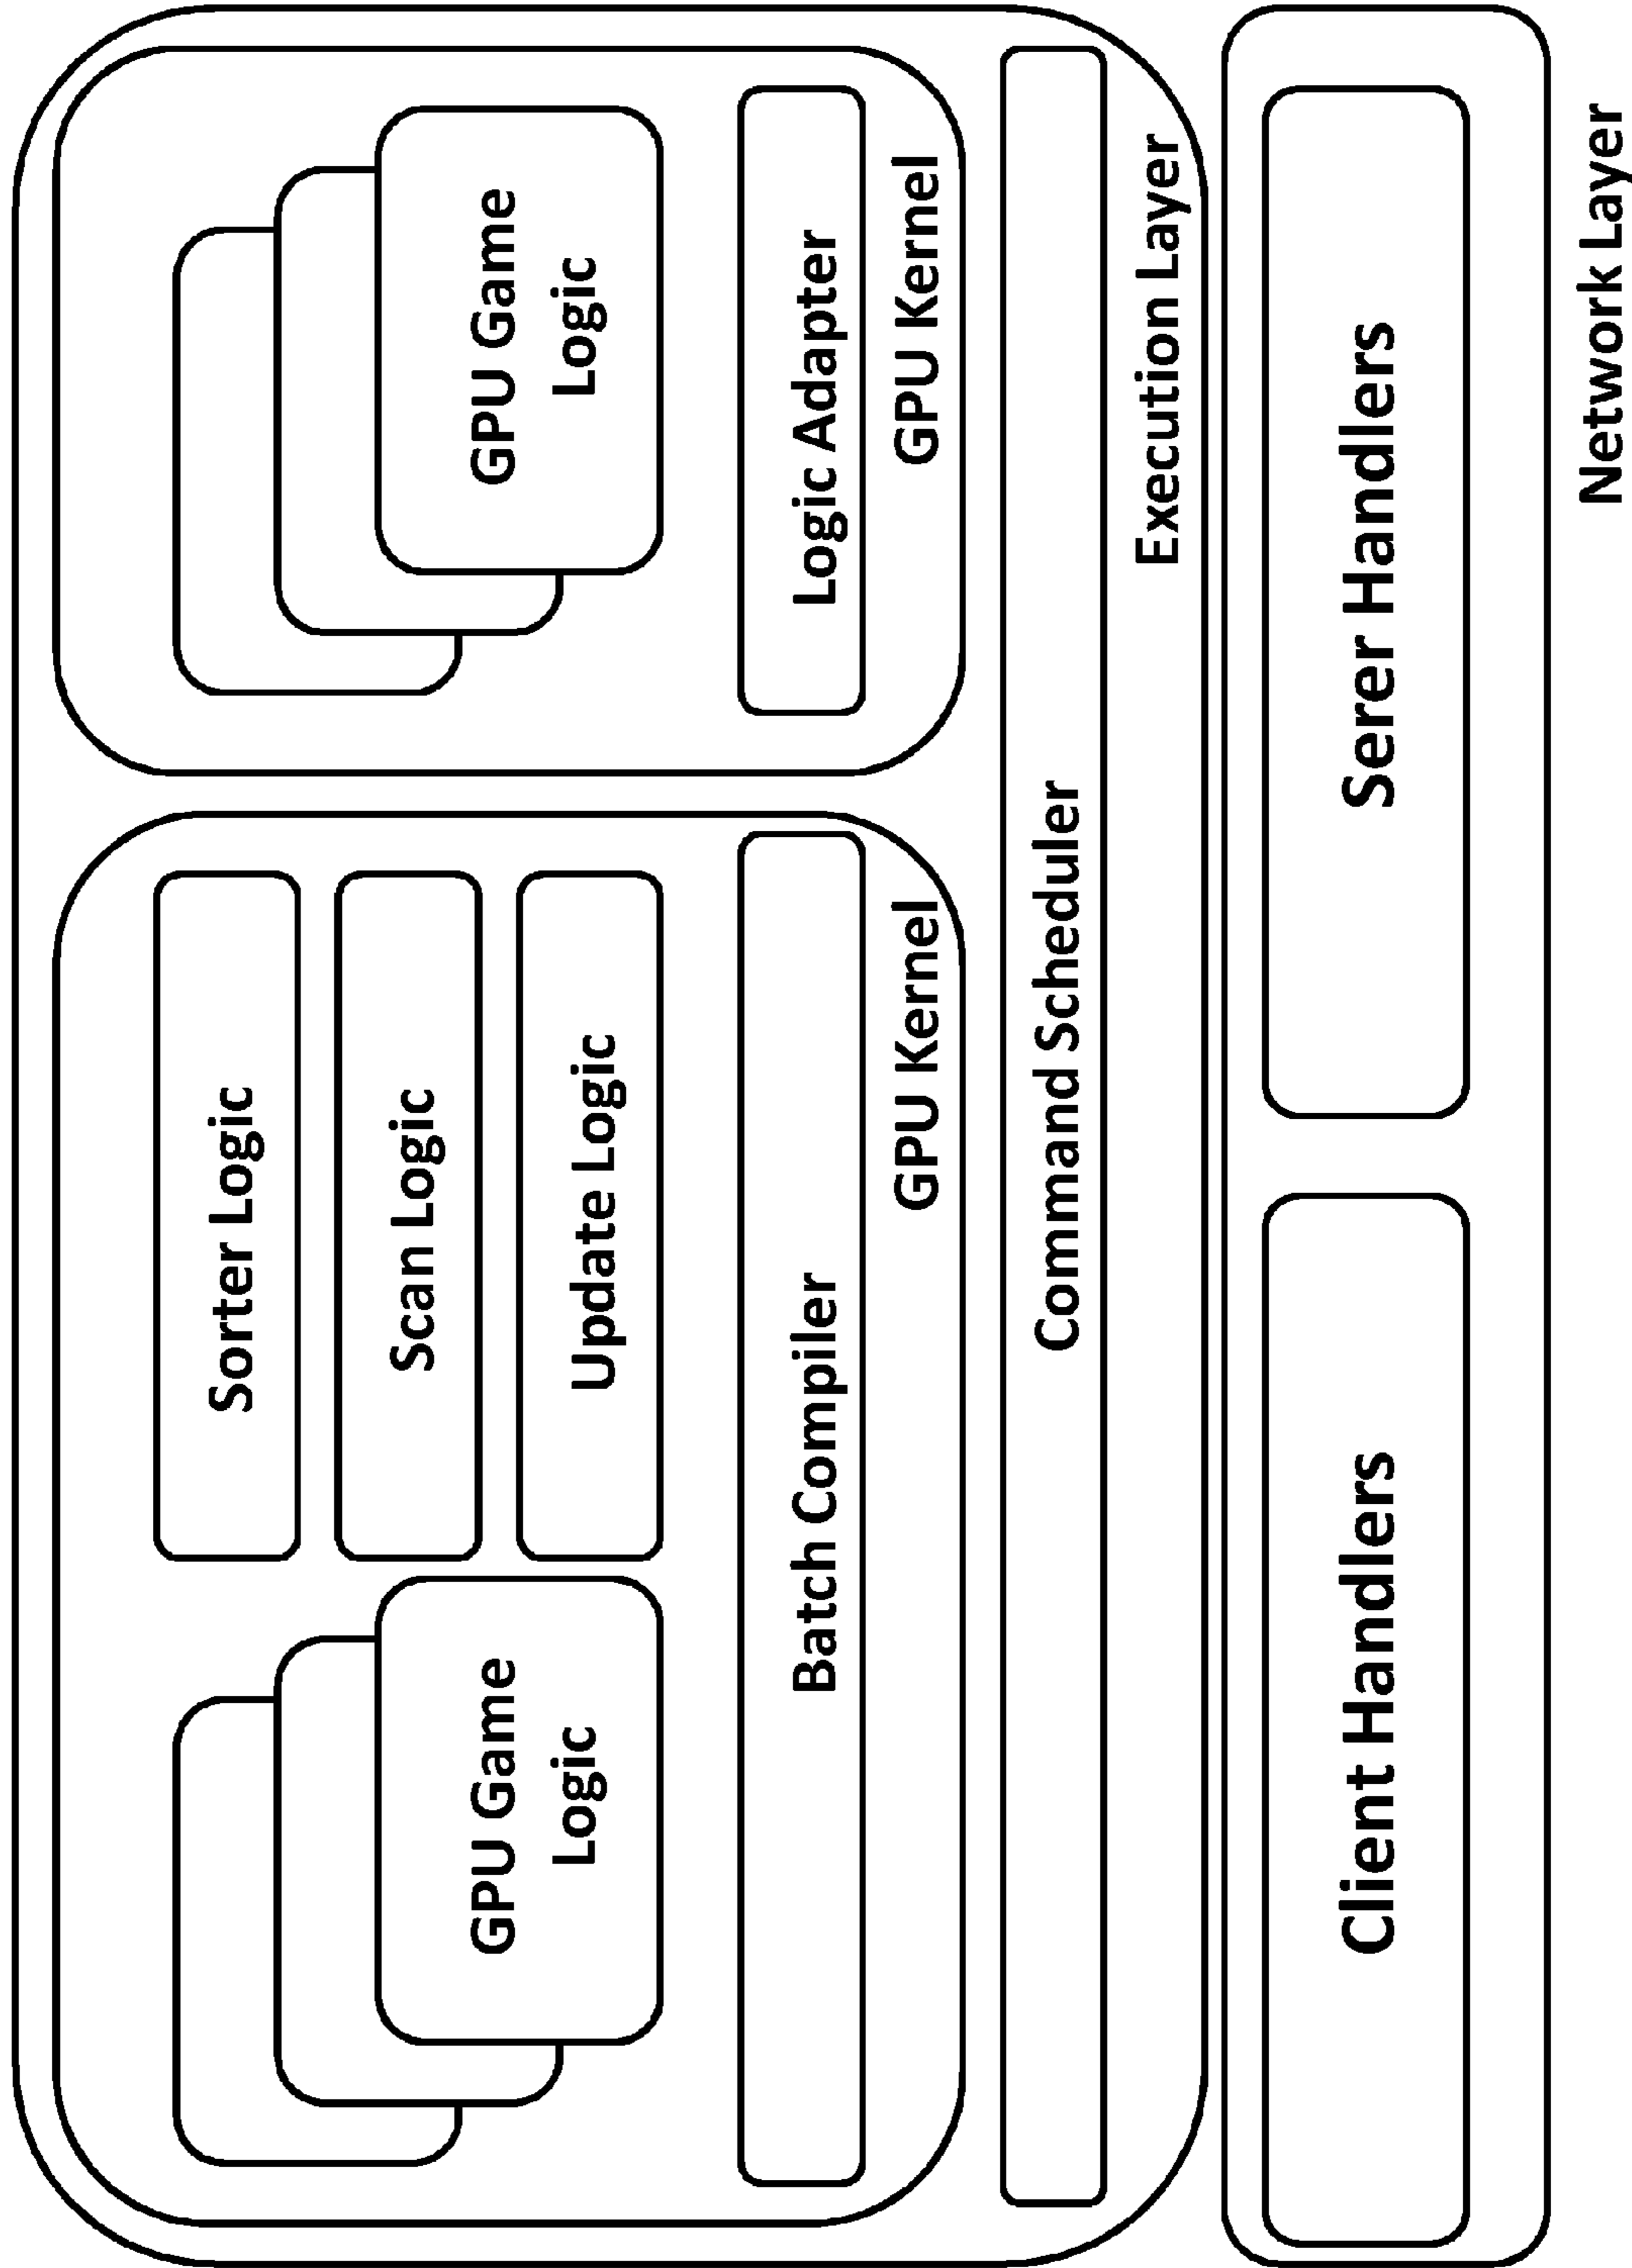 GPU Game
Logic
Sorter Logic
Scan Logic
Update Logic
Batch Compiler
GPU Kernel
GPU Game
Logic
Logic Adapter
GPU Kernel
Command Scheduler
Execution Layer
Client Handlers
Serer Handlers
Network Layer